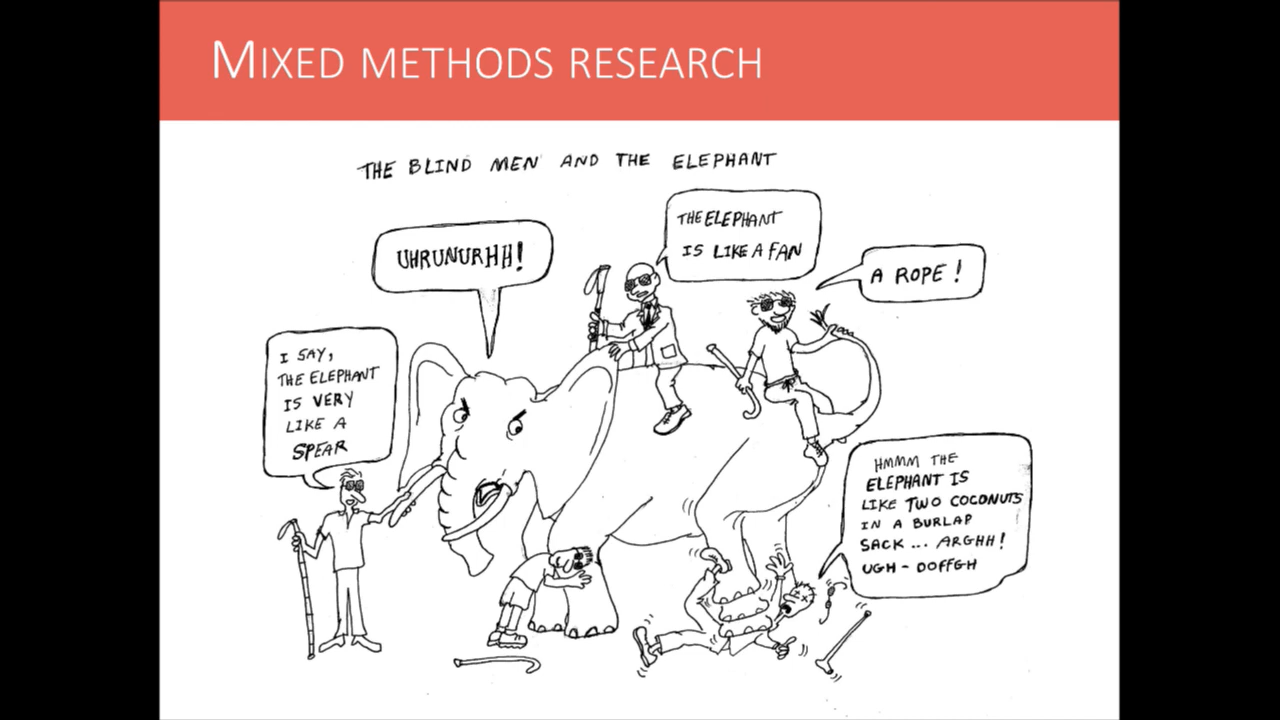 MIXED METHODS RESEARCH
THE BLIND MEN AND THE ELEPHANT
UHRUNURHH!
THE ELEPHANT
IS LIKE A FAN
A ROPE !
I SAY,
THE ELEPHANT
IS VERY
LIKE A
SPEAR
HMMM THE
ELEPHANT IS
LIKE TWO COCONUTS
IN A BURLAP
SACK... ARGHH!
UGH - DOFFGH